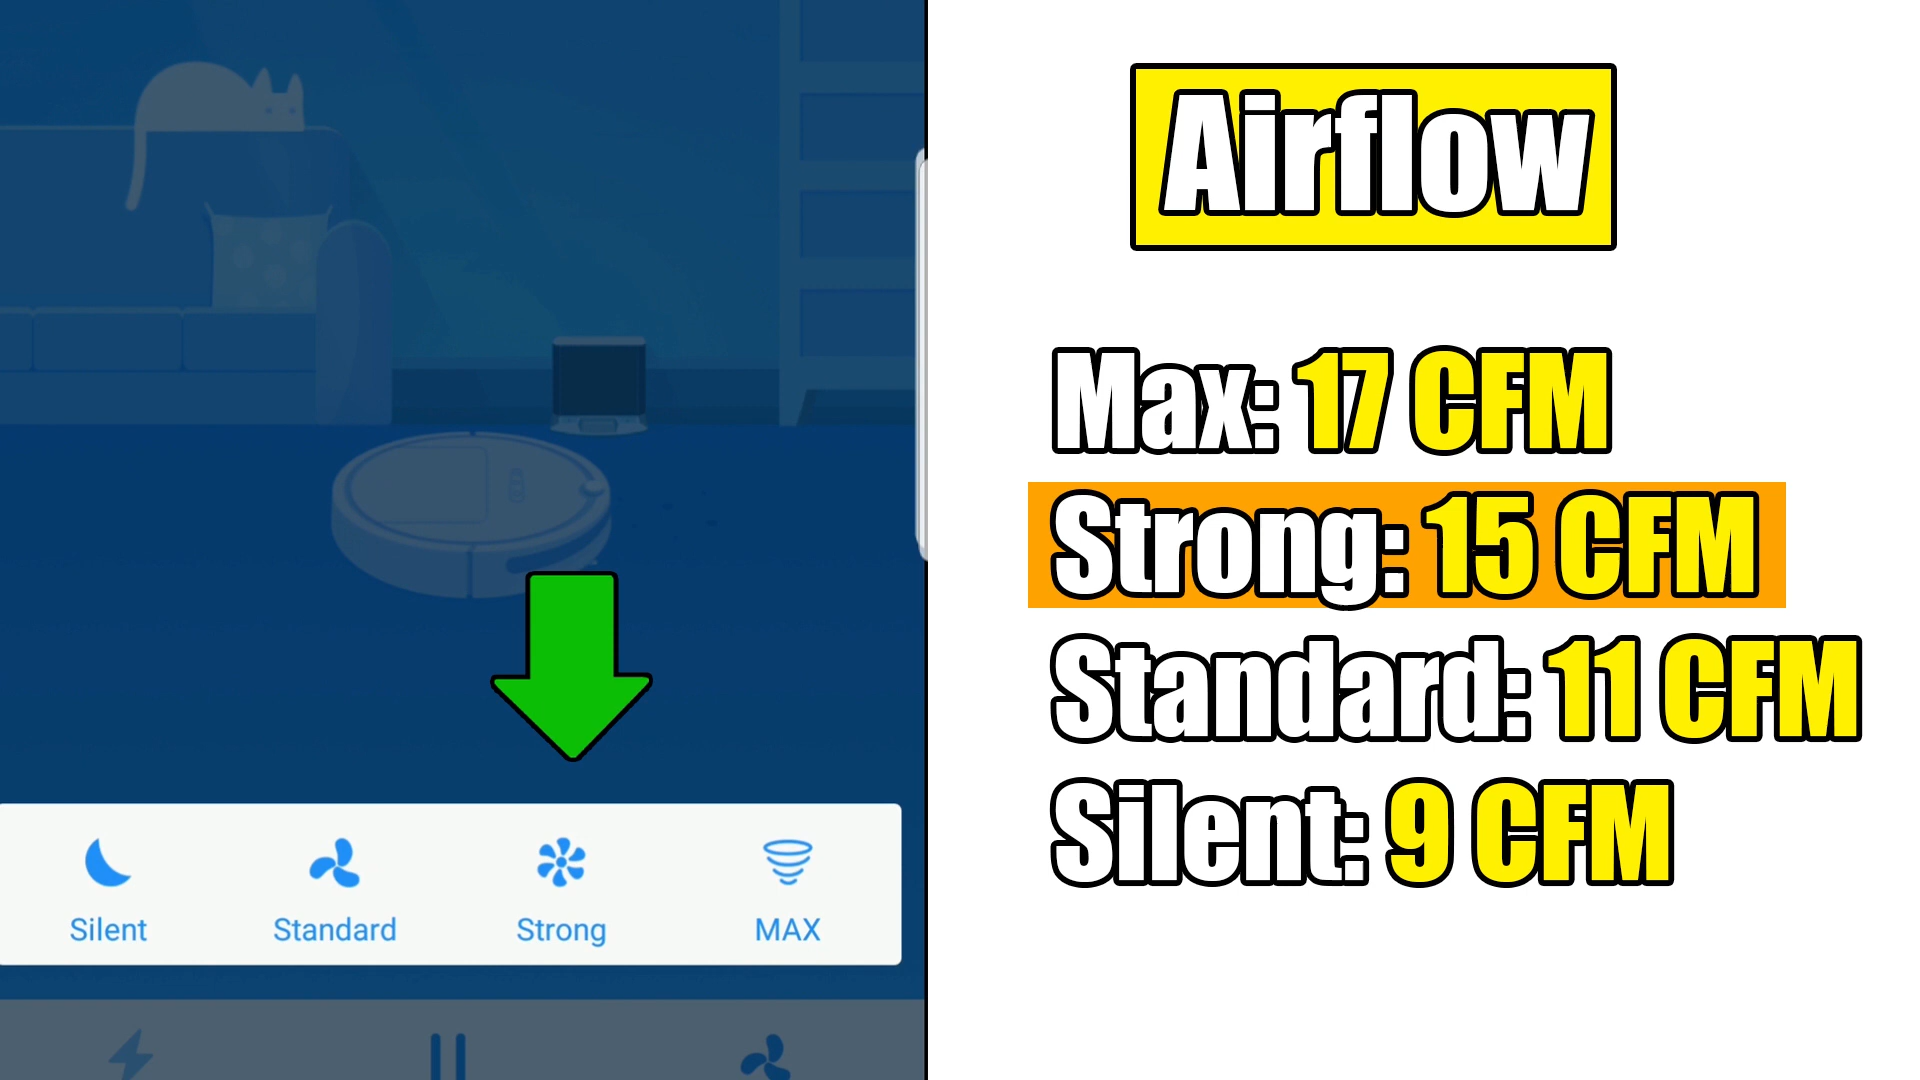 Airflow
Max: 17 CFM
Strong: 15 CFM
Standard: 11 CFM
Silent: 9 CFM
Silent
Standard
Strong
MAX